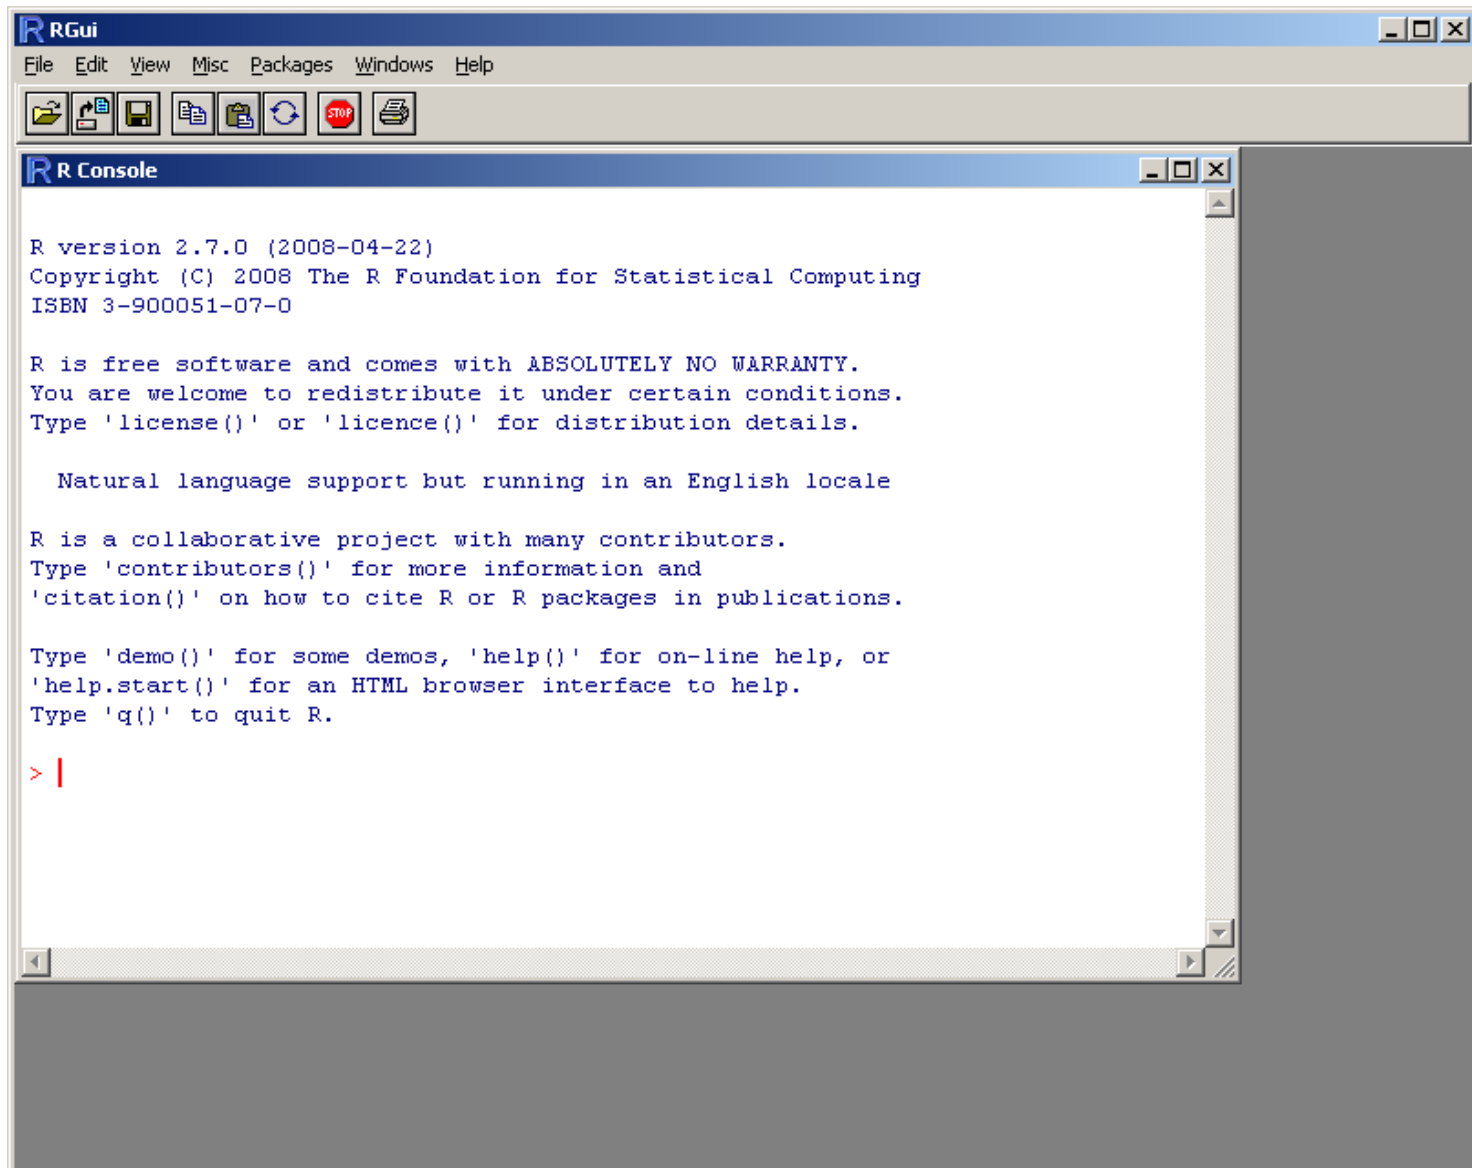 RGui
File Edit View Misc Packages Windows Help
STOP
R Console
R version 2.7.0 (2008-04-22)
Copyright (C) 2008 The R Foundation for Statistical Computing
ISBN 3-900051-07-0
R is free software and comes with ABSOLUTELY NO WARRANTY.
You are welcome to redistribute it under certain conditions.
Type 'license()' or 'licence()' for distribution details.
Natural language support but running in an English locale
R is a collaborative project with many contributors.
Type 'contributors()' for more information and
'citation()' on how to cite R or R packages in publications.
Type 'demo()' for some demos, 'help()' for on-line help, or
'help.start()' for an HTML browser interface to help.
Type 'q()' to quit R.
>